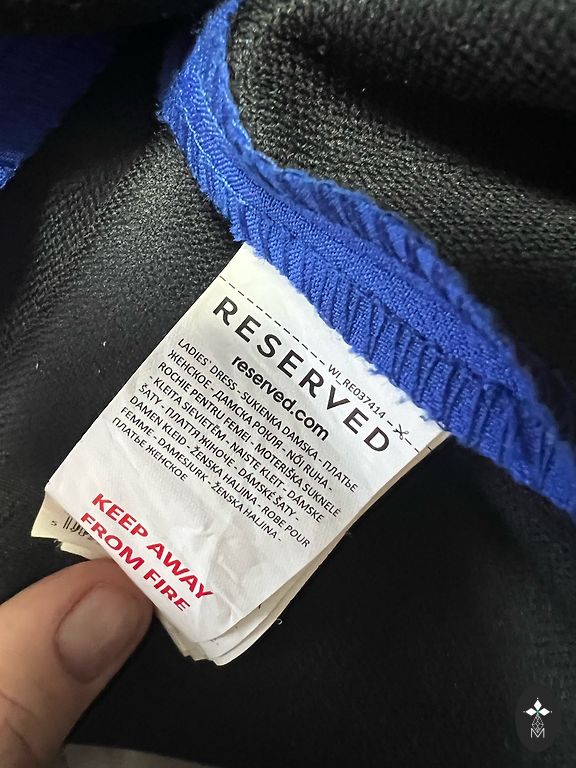 WI_RE037414
RESERVED
reserved.com
LADIES' DRESS - SUKIENKA DAMSKA - ПЛАТЬЕ
ЖЕНСКОЕ - ДАМСКА РОКЛЯ - NŐI RUHA -
ROCHIE PENTRU FEMEI - MOTERIŠKA SUKNELĖ
- KLEITA SIEVIETĒM - NAISTE KLEIT - DÁMSKE
ŠATY - ПЛАТТЯ ЖІНОЧЕ - DÁMSKÉ ŠATY -
DAMEN KLEID - ŽENSKA HALJINA - ROBE POUR
FEMME - DAMESJURK - ŽENSKA HALJINA -
ПЛАТЬЕ ЖЕНСКОЕ
KEEP AWAY
FROM FIRE
M